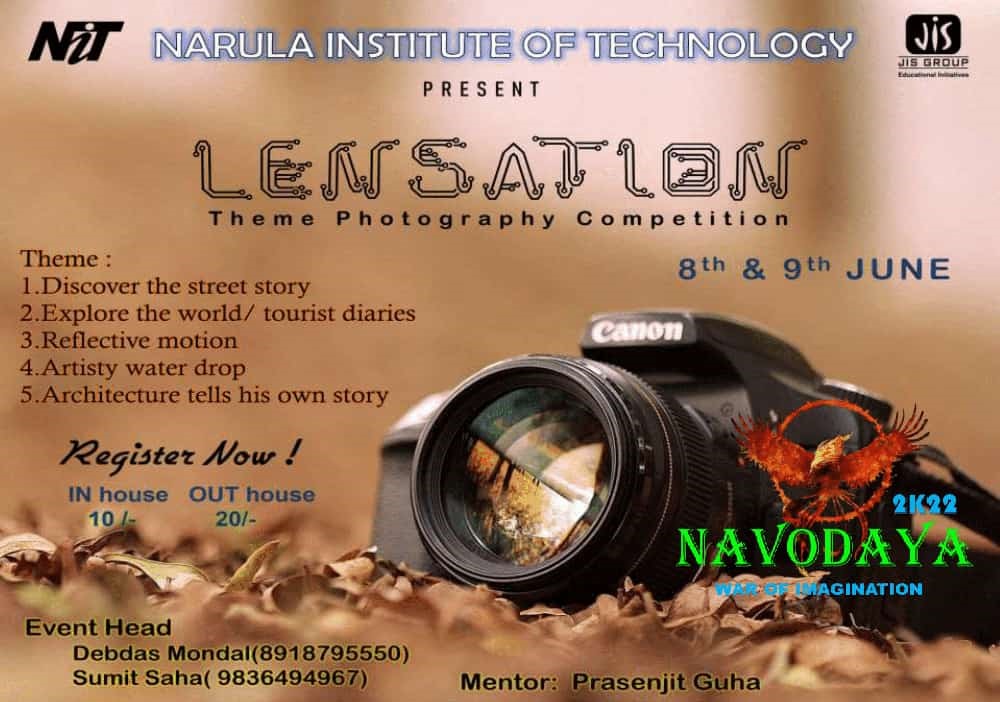 NiT
NARULA INSTITUTE OF TECHNOLOGY
JiS
JIS GROUP
Educational Initiatives
PRESENT
LENSATION
Theme Photography Competition
8th & 9th JUNE
Theme :
1.Discover the street story
2.Explore the world/ tourist diaries
3.Reflective motion
4.Artisty water drop
5.Architecture tells his own story
Canon
Register Now !
IN house OUT house
10 /- 20/-
2K22
NAVODAYA
WAR OF IMAGINATION
Event Head
Debdas Mondal(8918795550)
Sumit Saha( 9836494967)
Mentor: Prasenjit Guha